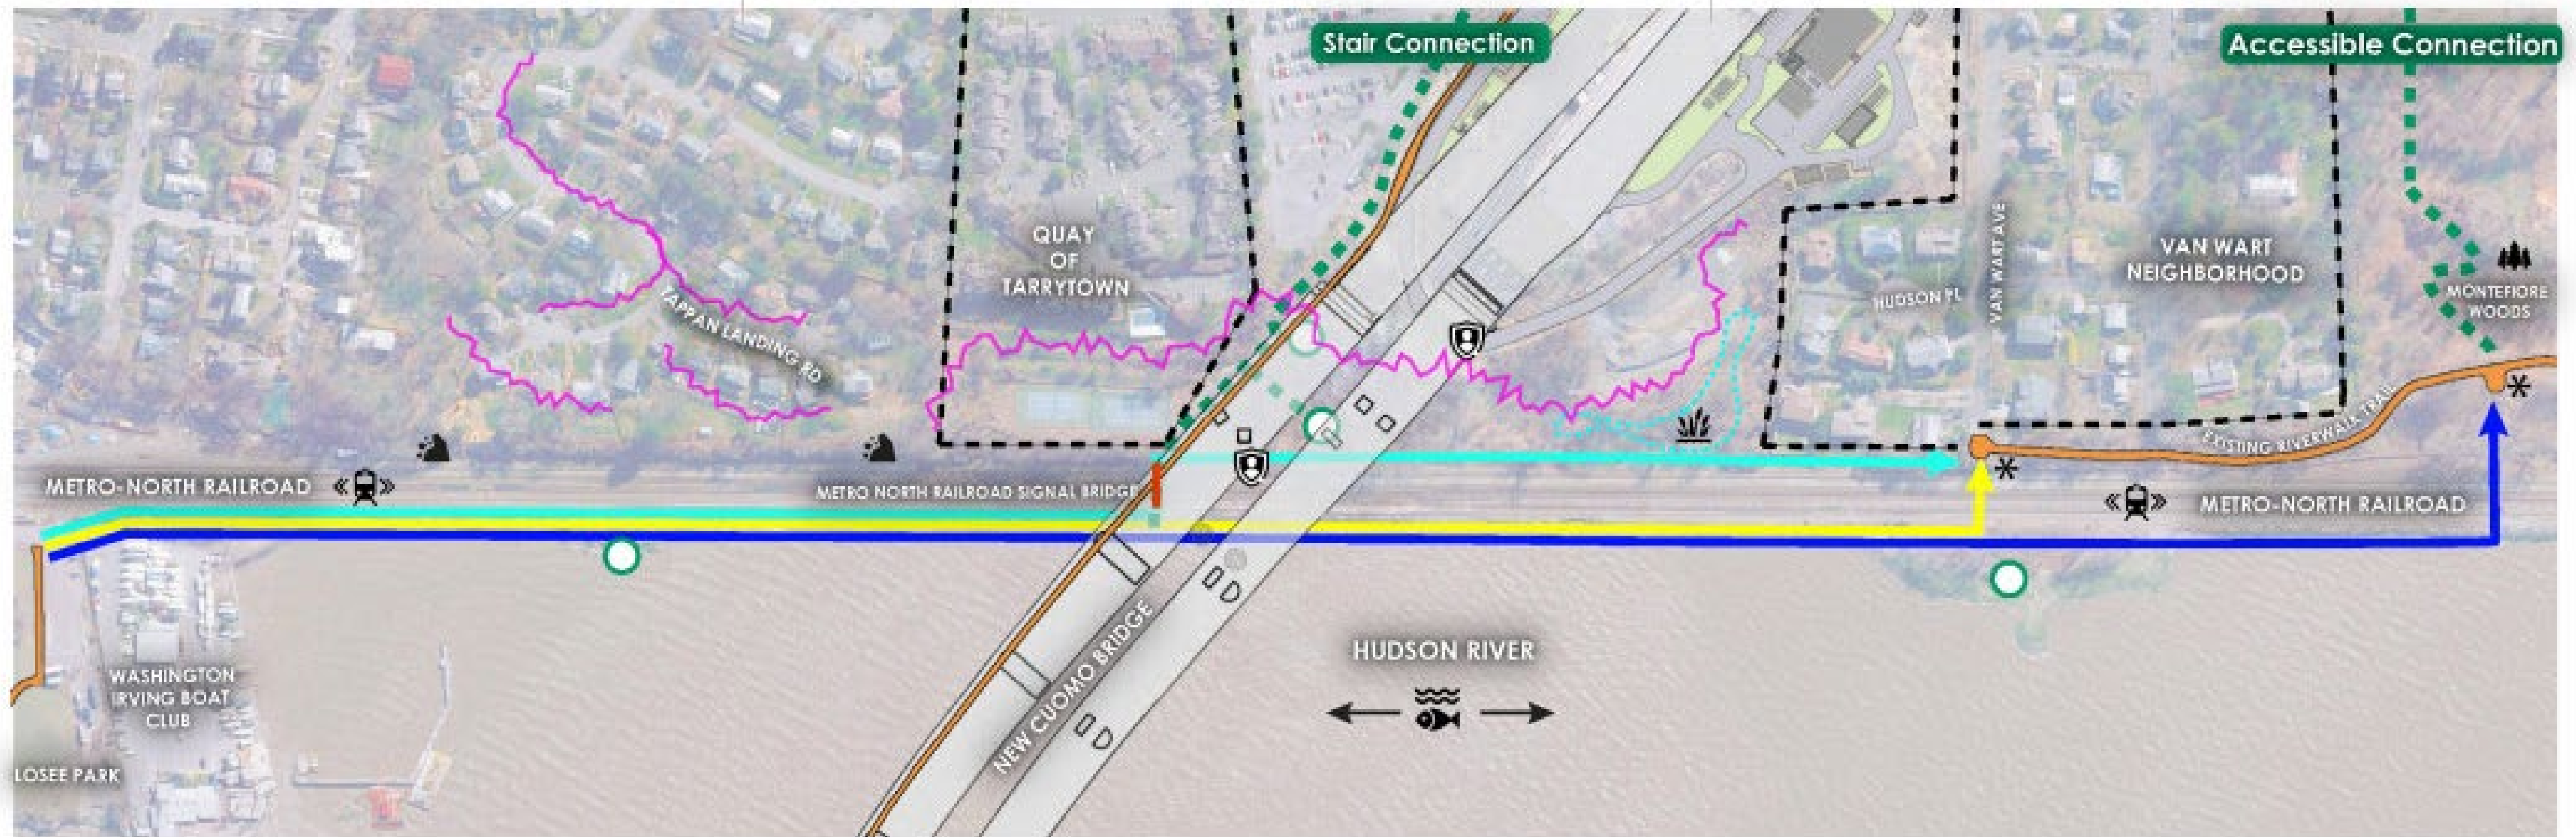 Stair Connection
Accessible Connection
QUAY
OF
TARRYTOWN
TAPPAN LANDING RD
HUDSON PL
VAN WART AVE
VAN WART
NEIGHBORHOOD
MONTEFIORE
WOODS
EXISTING RIVERWALK TRAIL
METRO-NORTH RAILROAD
METRO NORTH RAILROAD SIGNAL BRIDGE
METRO-NORTH RAILROAD
WASHINGTON
IRVING BOAT
CLUB
NEW CUOMO BRIDGE
HUDSON RIVER
LOSEE PARK